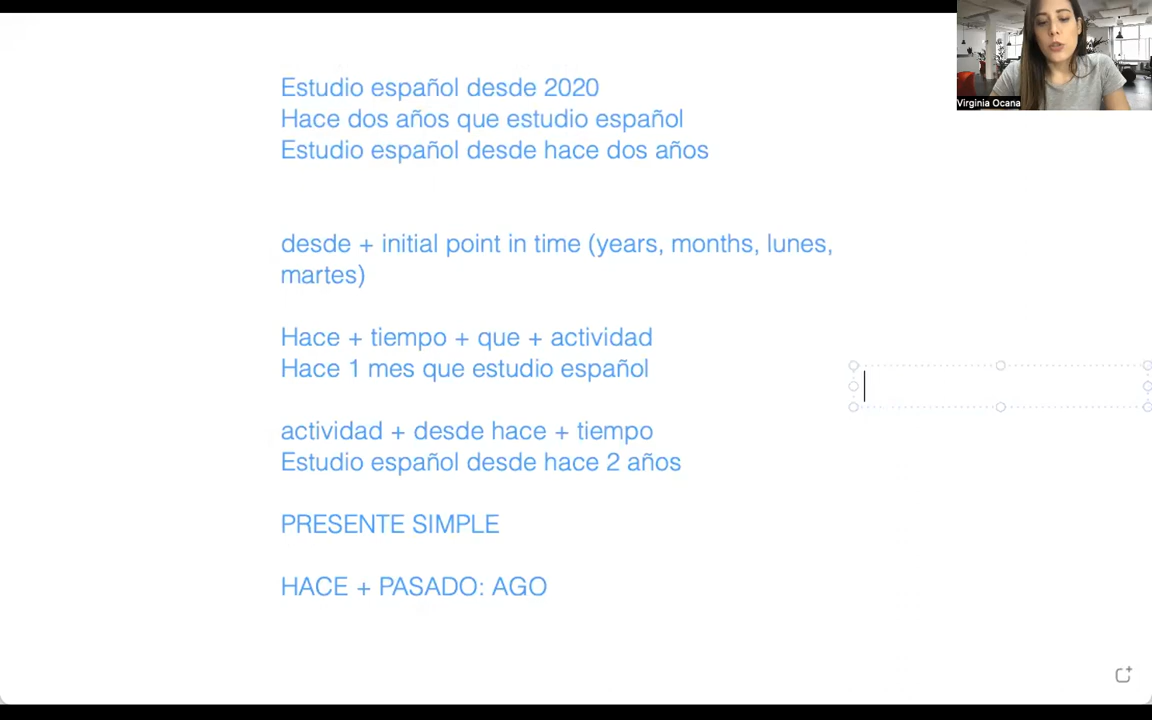 Virginia Ocana
Estudio español desde 2020
Hace dos años que estudio español
Estudio español desde hace dos años
desde + initial point in time (years, months, lunes,
martes)
Hace + tiempo + que + actividad
Hace 1 mes que estudio español
actividad + desde hace + tiempo
Estudio español desde hace 2 años
PRESENTE SIMPLE
HACE + PASADO: AGO